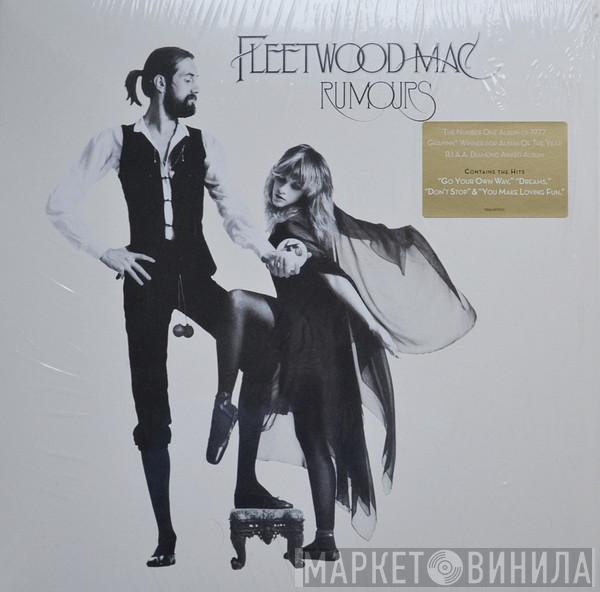 FLEETWOOD MAC
RUMOURS
THE NUMBER ONE ALBUM OF 1977
GRAMMY® WINNER FOR ALBUM OF THE YEAR
R.I.A.A. DIAMOND AWARD ALBUM
CONTAINS THE HITS
"GO YOUR OWN WAY," "DREAMS,"
"DON'T STOP" & "YOU MAKE LOVING FUN."
МАРКЕТ ВИНИЛА